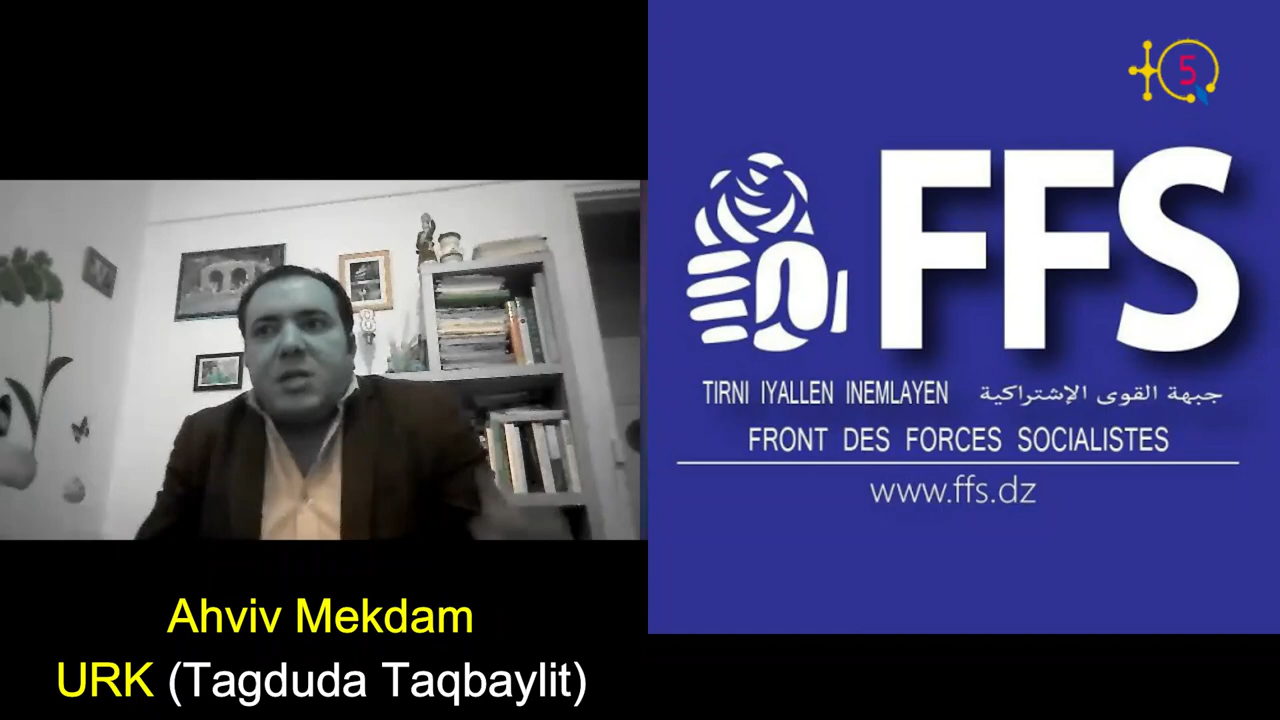 5
FFS
TIRNI IYALLEN INEMLAYEN جبهة القوى الإشتراكية
FRONT DES FORCES SOCIALISTES
www.ffs.dz
Ahviv Mekdam
URK (Tagduda Taqbaylit)